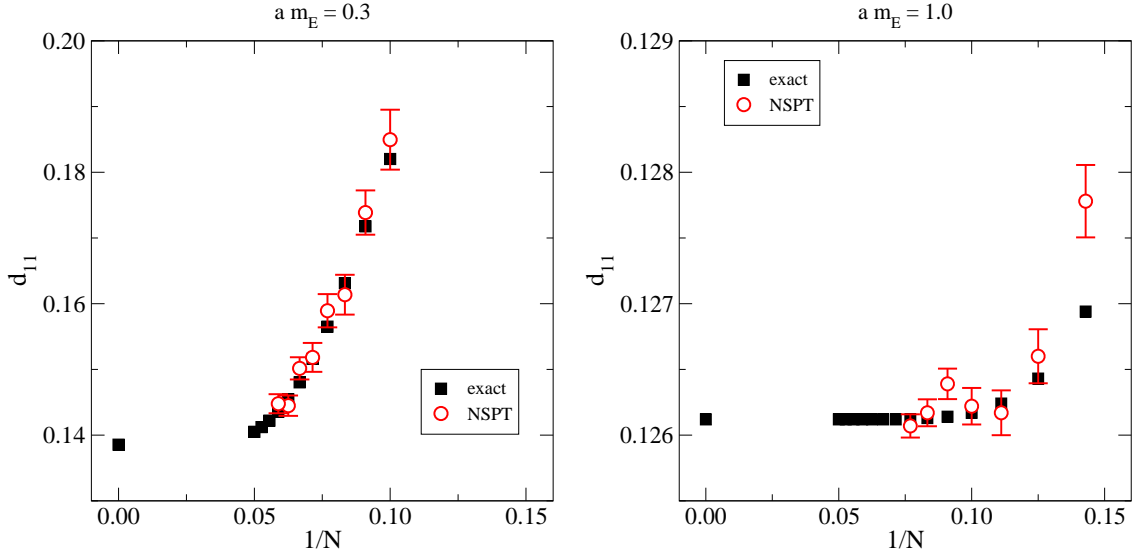 a m_E = 0.3
0.20
0.18
0.16
0.14
d_11
exact
NSPT
0.00 0.05 0.10 0.15
1/N
a m_E = 1.0
0.129
0.128
0.127
0.126
d_11
exact
NSPT
0.00 0.05 0.10 0.15
1/N